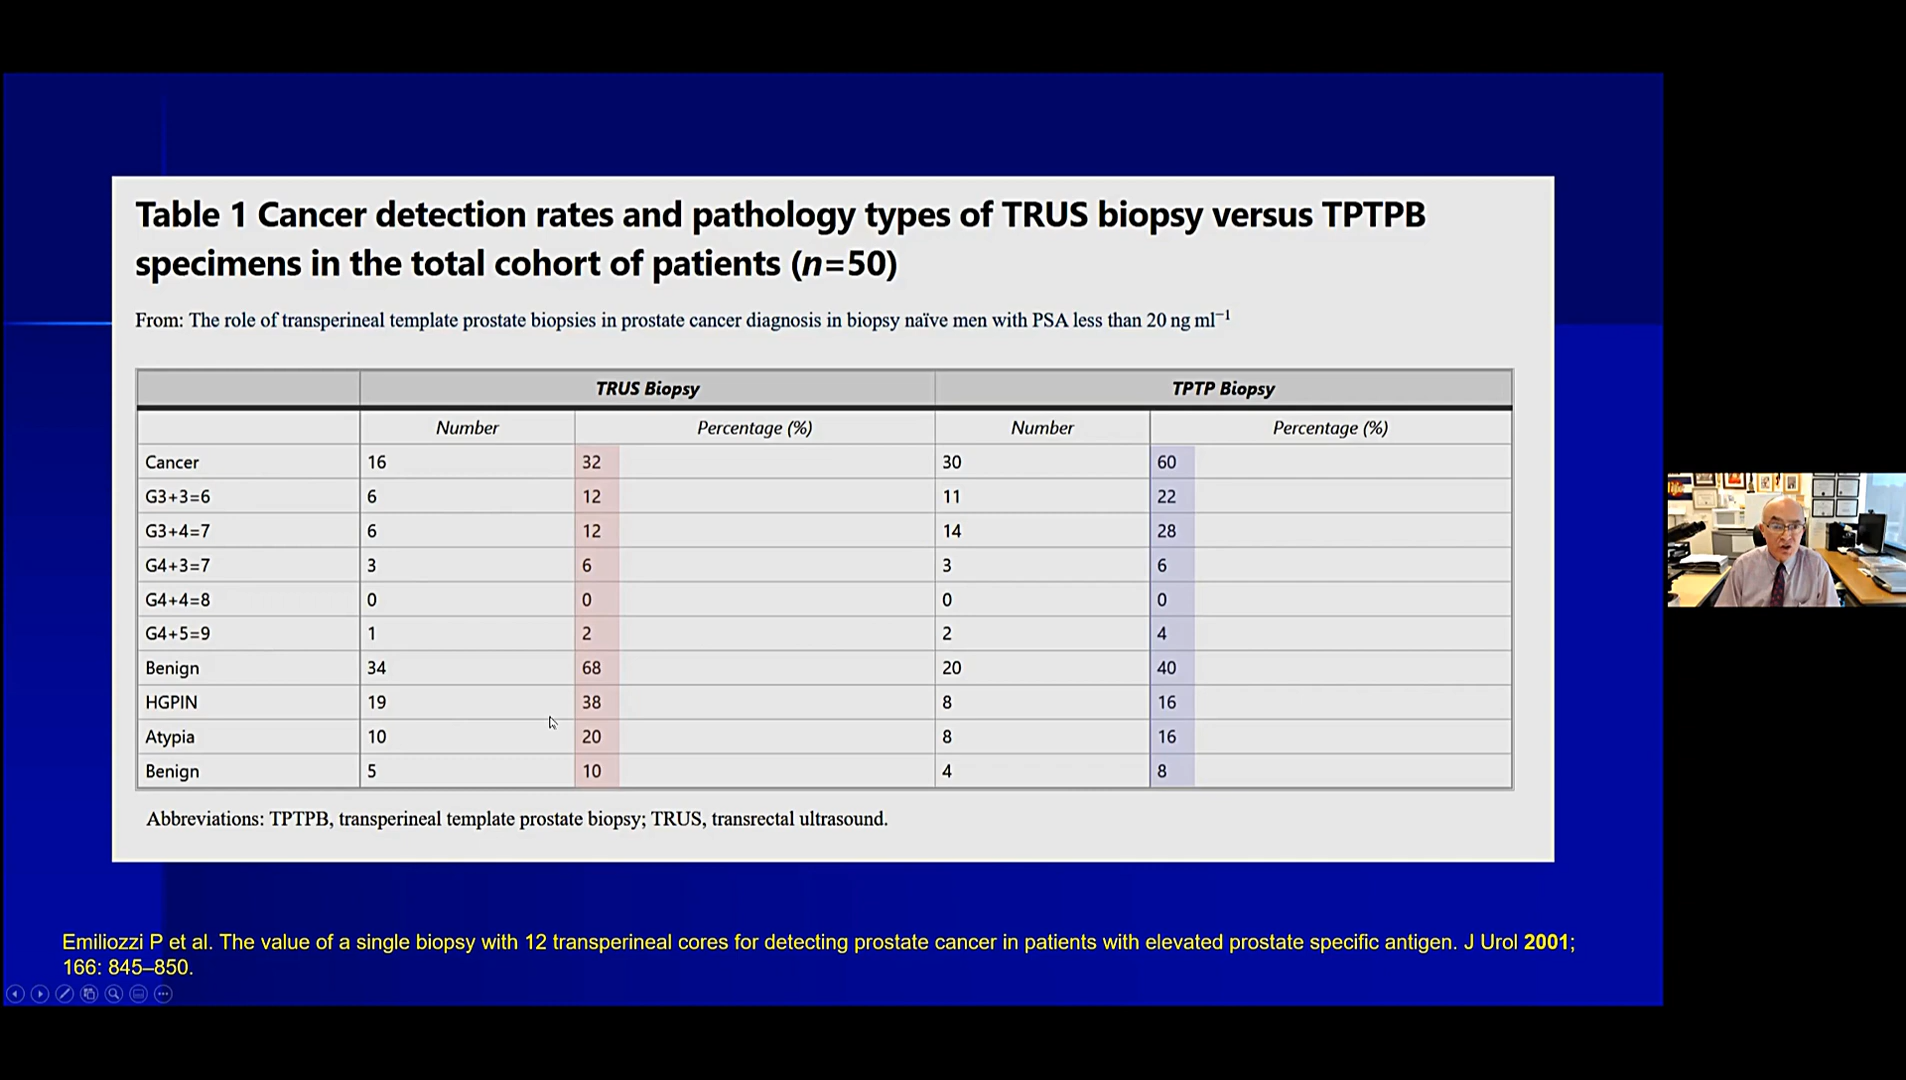 Table 1 Cancer detection rates and pathology types of TRUS biopsy versus TPTPB
specimens in the total cohort of patients (n=50)
From: The role of transperineal template prostate biopsies in prostate cancer diagnosis in biopsy naïve men with PSA less than 20 ng ml⁻¹
TRUS Biopsy TPTP Biopsy
Number Percentage (%) Number Percentage (%)
Cancer 16 32 30 60
G3+3=6 6 12 11 22
G3+4=7 6 12 14 28
G4+3=7 3 6 3 6
G4+4=8 0 0 0 0
G4+5=9 1 2 2 4
Benign 34 68 20 40
HGPIN 19 38 8 16
Atypia 10 20 8 16
Benign 5 10 4 8
Abbreviations: TPTPB, transperineal template prostate biopsy; TRUS, transrectal ultrasound.
Emiliozzi P et al. The value of a single biopsy with 12 transperineal cores for detecting prostate cancer in patients with elevated prostate specific antigen. J Urol 2001;
166: 845–850.